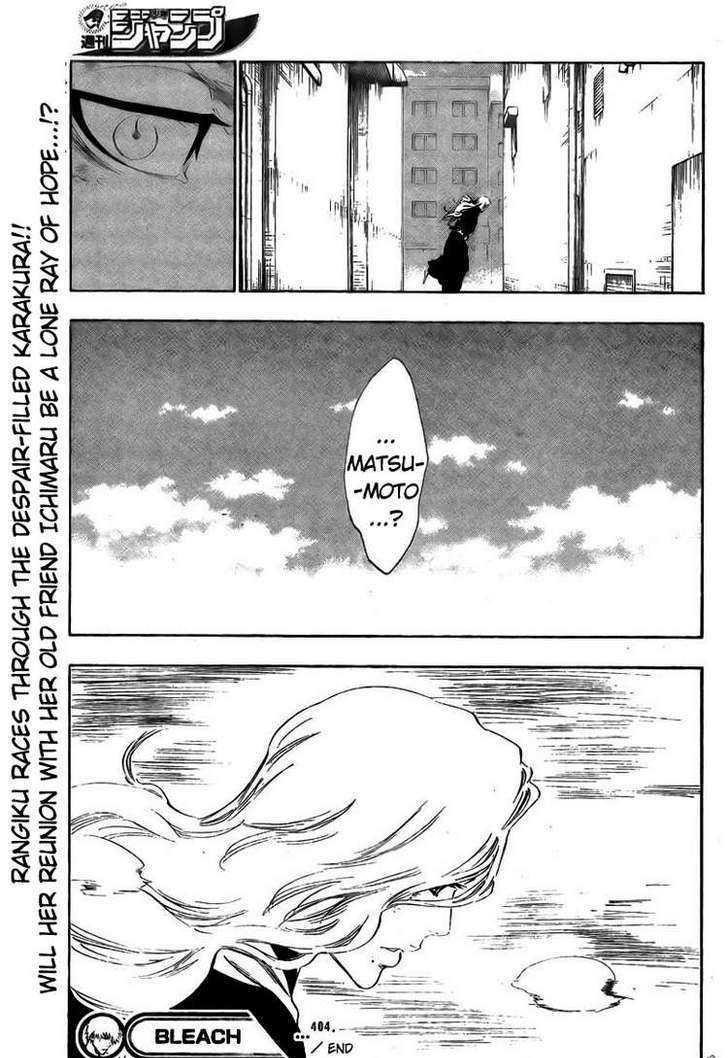 週刊
少年
ジャンプ
RANGIKU RACES THROUGH THE DESPAIR-FILLED KARAKURA!!
WILL HER REUNION WITH HER OLD FRIEND ICHIMARU BE A LONE RAY OF HOPE...!?
...
MATSU-
-MOTO
...?
BLEACH
404.
...
/ END